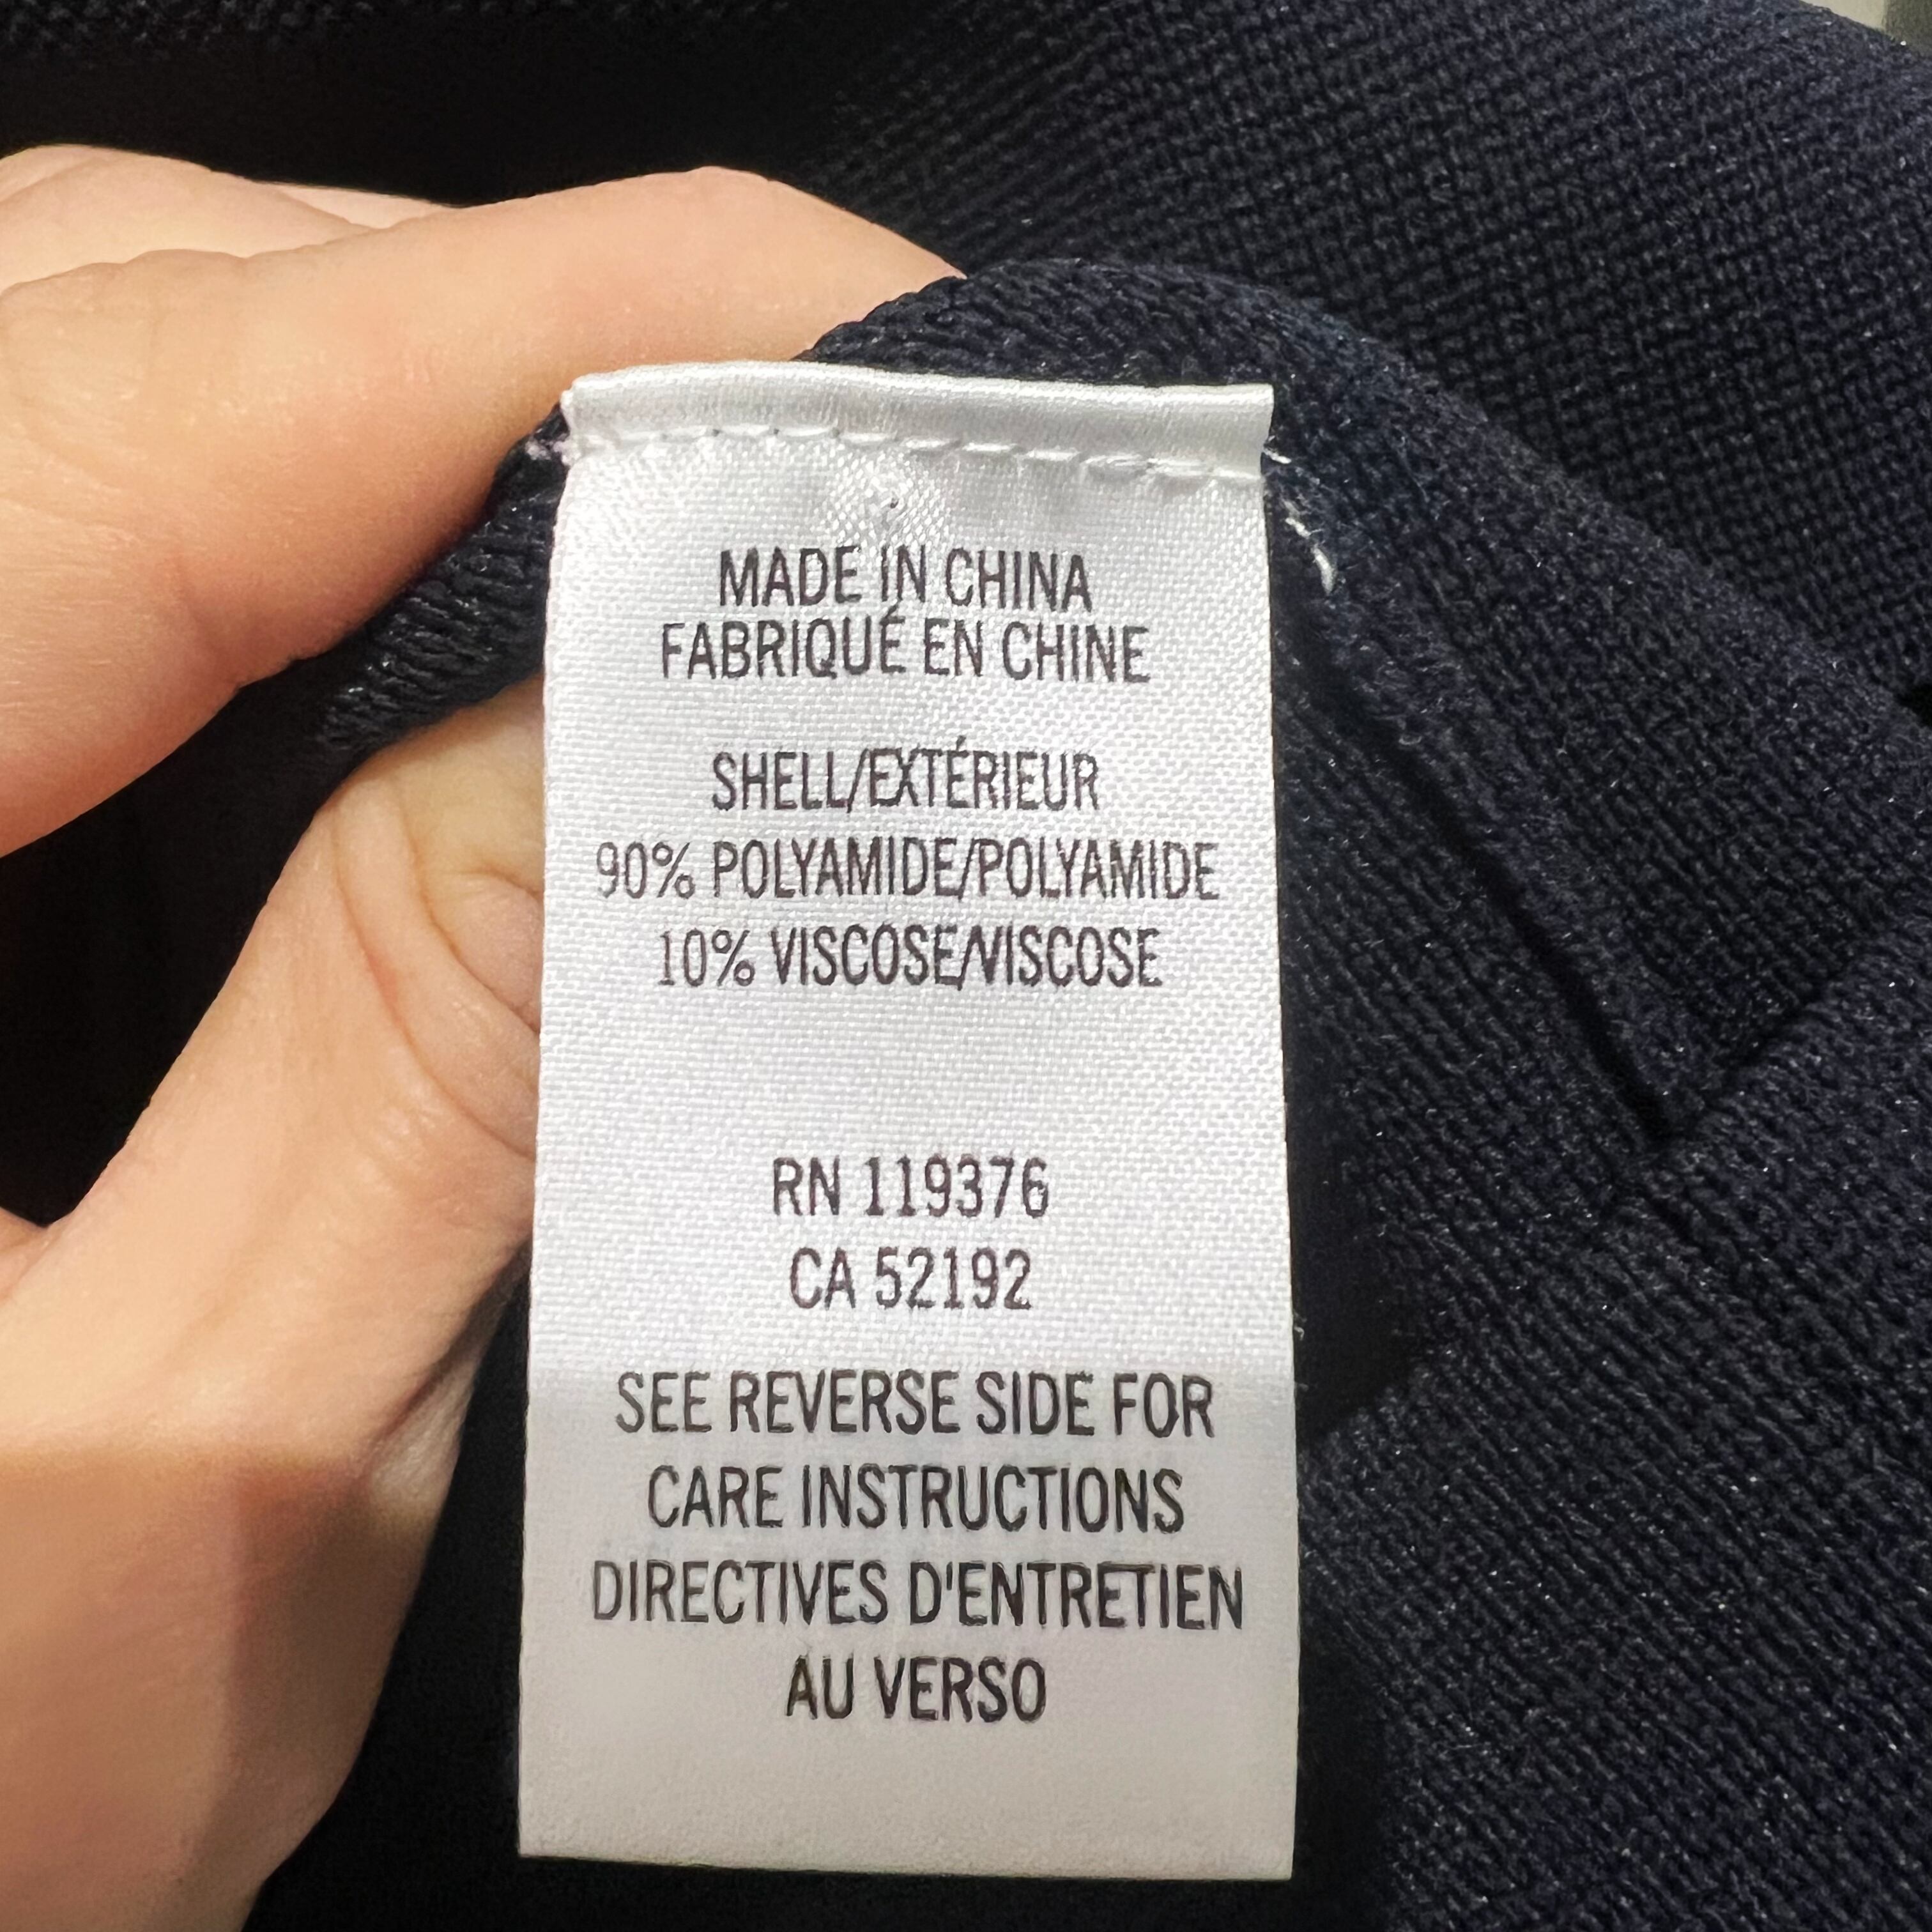 MADE IN CHINA
FABRIQUÉ EN CHINE
SHELL/EXTÉRIEUR
90% POLYAMIDE/POLYAMIDE
10% VISCOSE/VISCOSE
RN 119376
CA 52192
SEE REVERSE SIDE FOR
CARE INSTRUCTIONS
DIRECTIVES D'ENTRETIEN
AU VERSO